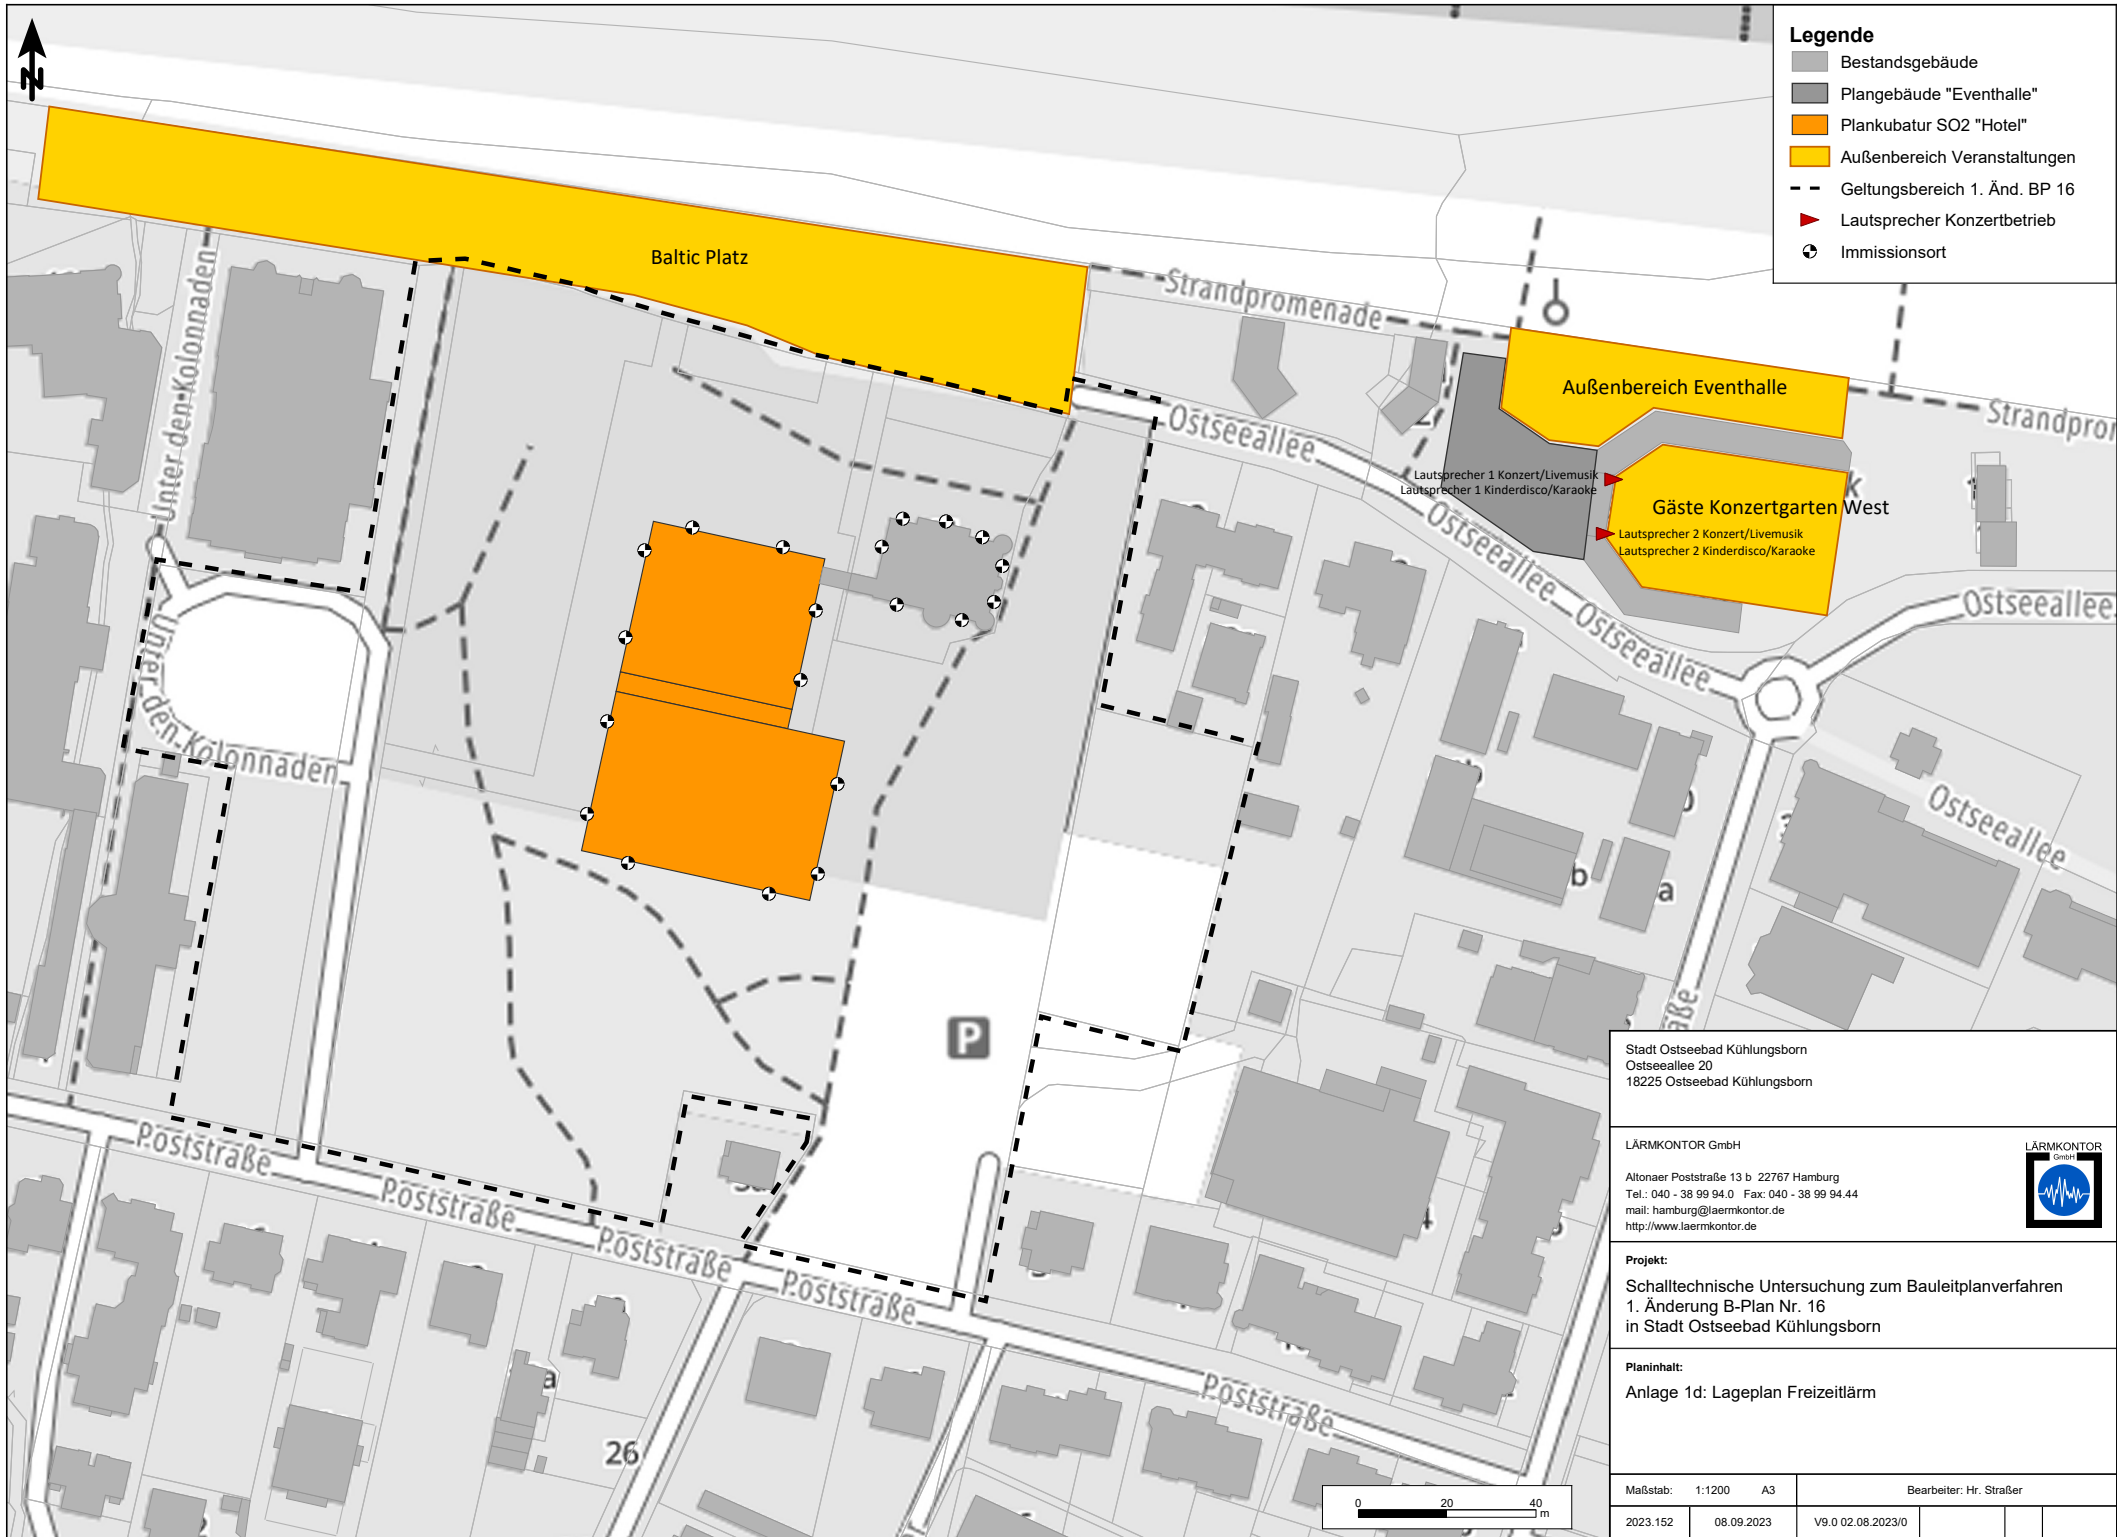 N
Legende
Bestandsgebäude
Plangebäude "Eventhalle"
Plankubatur SO2 "Hotel"
Außenbereich Veranstaltungen
Geltungsbereich 1. Änd. BP 16
Lautsprecher Konzertbetrieb
Immissionsort
Baltic Platz
Strandpromenade
Außenbereich Eventhalle
Strandpro
Ostseeallee
Lautsprecher 1 Konzert/Livemusik
Lautsprecher 1 Kinderdisco/Karaoke
Gäste Konzertgarten West
k
Lautsprecher 2 Konzert/Livemusik
Lautsprecher 2 Kinderdisco/Karaoke
Unter den Kolonnaden
Ostseeallee
Ostseeallee
Ostseeallee
Ostseeallee
Unter den Kolonnaden
b
a
P
aße
Poststraße
Poststraße
Poststraße
Poststraße
Poststraße
a
26
0 20 40
m
Stadt Ostseebad Kühlungsborn
Ostseeallee 20
18225 Ostseebad Kühlungsborn
LÄRMKONTOR GmbH
Altonaer Poststraße 13 b 22767 Hamburg
Tel.: 040 - 38 99 94.0 Fax: 040 - 38 99 94.44
mail: hamburg@laermkontor.de
http://www.laermkontor.de
LÄRMKONTOR
GmbH
Projekt:
Schalltechnische Untersuchung zum Bauleitplanverfahren
1. Änderung B-Plan Nr. 16
in Stadt Ostseebad Kühlungsborn
Planinhalt:
Anlage 1d: Lageplan Freizeitlärm
Maßstab: 1:1200 A3 Bearbeiter: Hr. Straßer
2023.152 08.09.2023 V9.0 02.08.2023/0